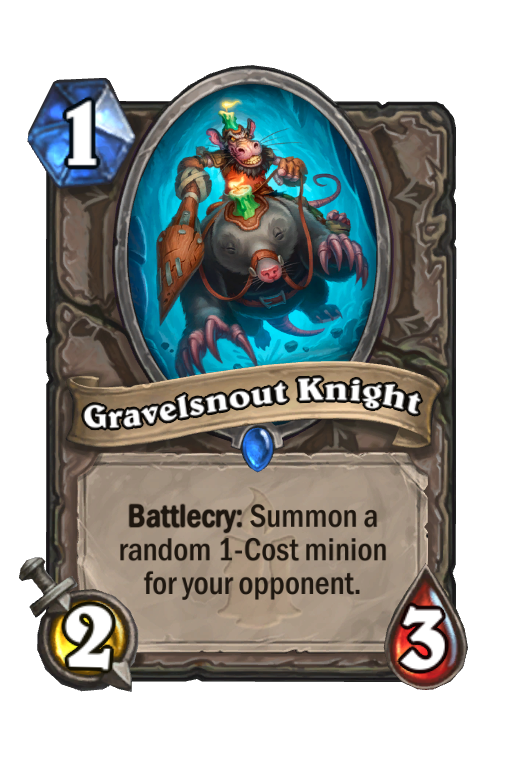 1
Gravelsnout Knight
Battlecry: Summon a
random 1-Cost minion
for your opponent.
2
3